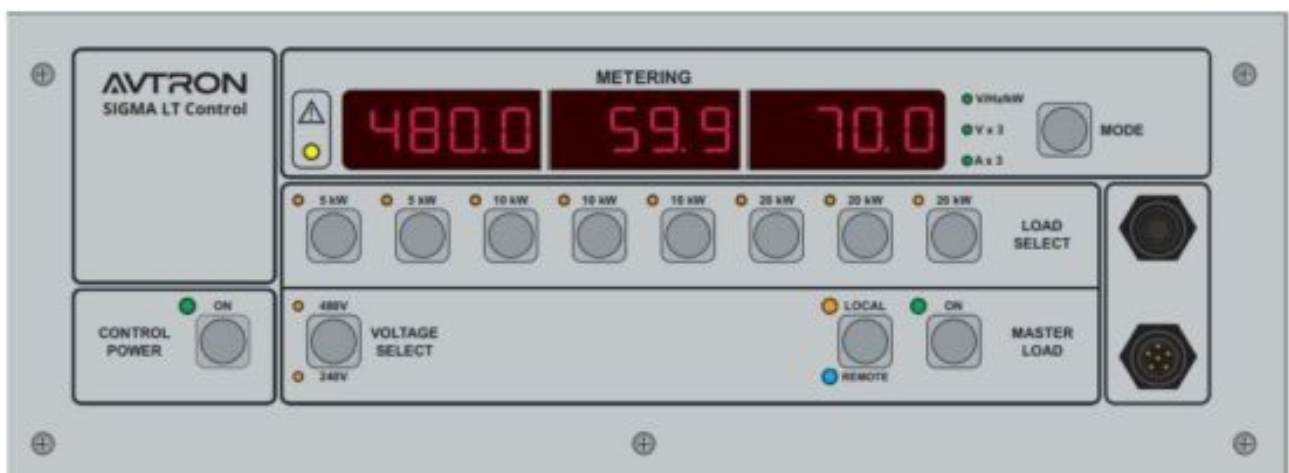 AVTRON
SIGMA LT Control
METERING
480.0 59.9 70.0
V/Hz/kW
V x 3
A x 3
MODE
5 kW 5 kW 10 kW 10 kW 10 kW 20 kW 20 kW 20 kW
LOAD
SELECT
CONTROL
POWER
ON
480V
VOLTAGE
SELECT
240V
LOCAL
REMOTE
ON
MASTER
LOAD